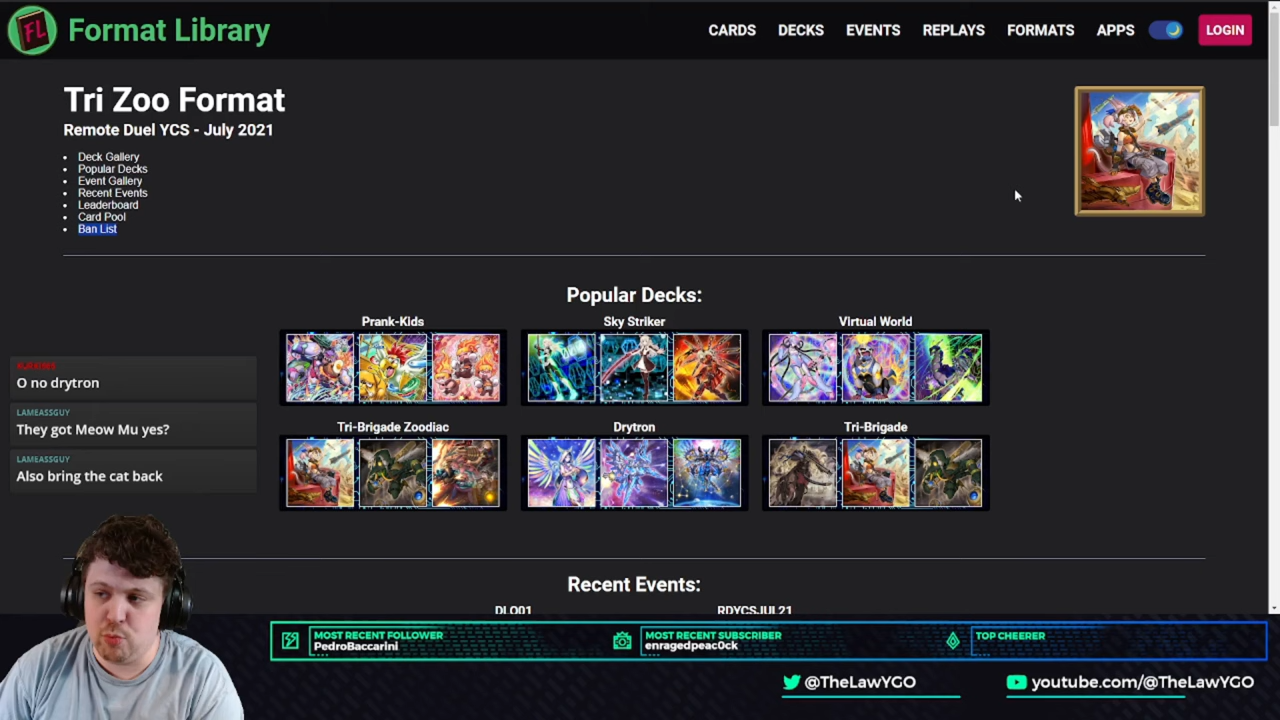 FL Format Library
CARDS DECKS EVENTS REPLAYS FORMATS APPS LOGIN
Tri Zoo Format
Remote Duel YCS - July 2021
Deck Gallery
Popular Decks
Event Gallery
Recent Events
Leaderboard
Card Pool
Ban List
Popular Decks:
Prank-Kids Sky Striker Virtual World
Tri-Brigade Zoodiac Drytron Tri-Brigade
O no drytron
LAMEASSGUY
They got Meow Mu yes?
LAMEASSGUY
Also bring the cat back
Recent Events:
DLO01 RDYCSJUL21
MOST RECENT FOLLOWER
PedroBaccarini
MOST RECENT SUBSCRIBER
enragedpeac0ck
TOP CHEERER
@TheLawYGO
youtube.com/@TheLawYGO